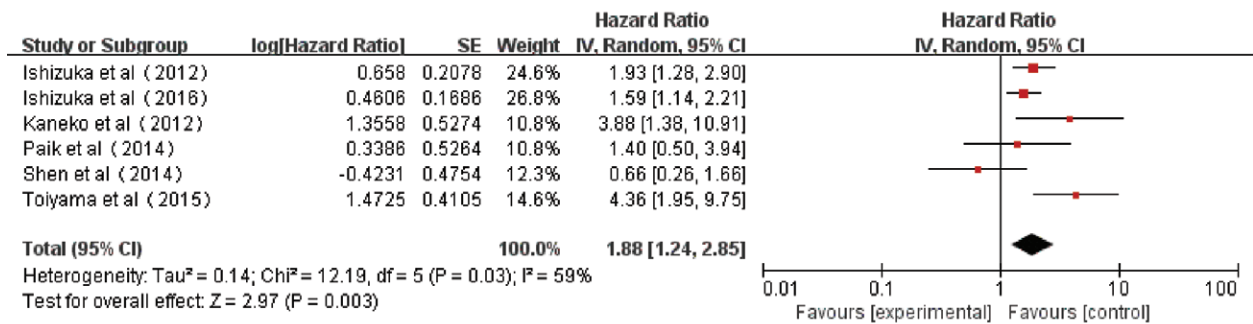 Hazard Ratio Hazard Ratio
Study or Subgroup log[Hazard Ratio] SE Weight IV, Random, 95% CI IV, Random, 95% CI
Ishizuka et al (2012) 0.658 0.2078 24.6% 1.93 [1.28, 2.90]
Ishizuka et al (2016) 0.4606 0.1686 26.8% 1.59 [1.14, 2.21]
Kaneko et al (2012) 1.3558 0.5274 10.8% 3.88 [1.38, 10.91]
Paik et al (2014) 0.3386 0.5264 10.8% 1.40 [0.50, 3.94]
Shen et al (2014) -0.4231 0.4754 12.3% 0.66 [0.26, 1.66]
Toiyama et al (2015) 1.4725 0.4105 14.6% 4.36 [1.95, 9.75]
Total (95% CI) 100.0% 1.88 [1.24, 2.85]
Heterogeneity: Tau² = 0.14; Chi² = 12.19, df = 5 (P = 0.03); I² = 59%
Test for overall effect: Z = 2.97 (P = 0.003)
0.01 0.1 1 10 100
Favours [experimental] Favours [control]